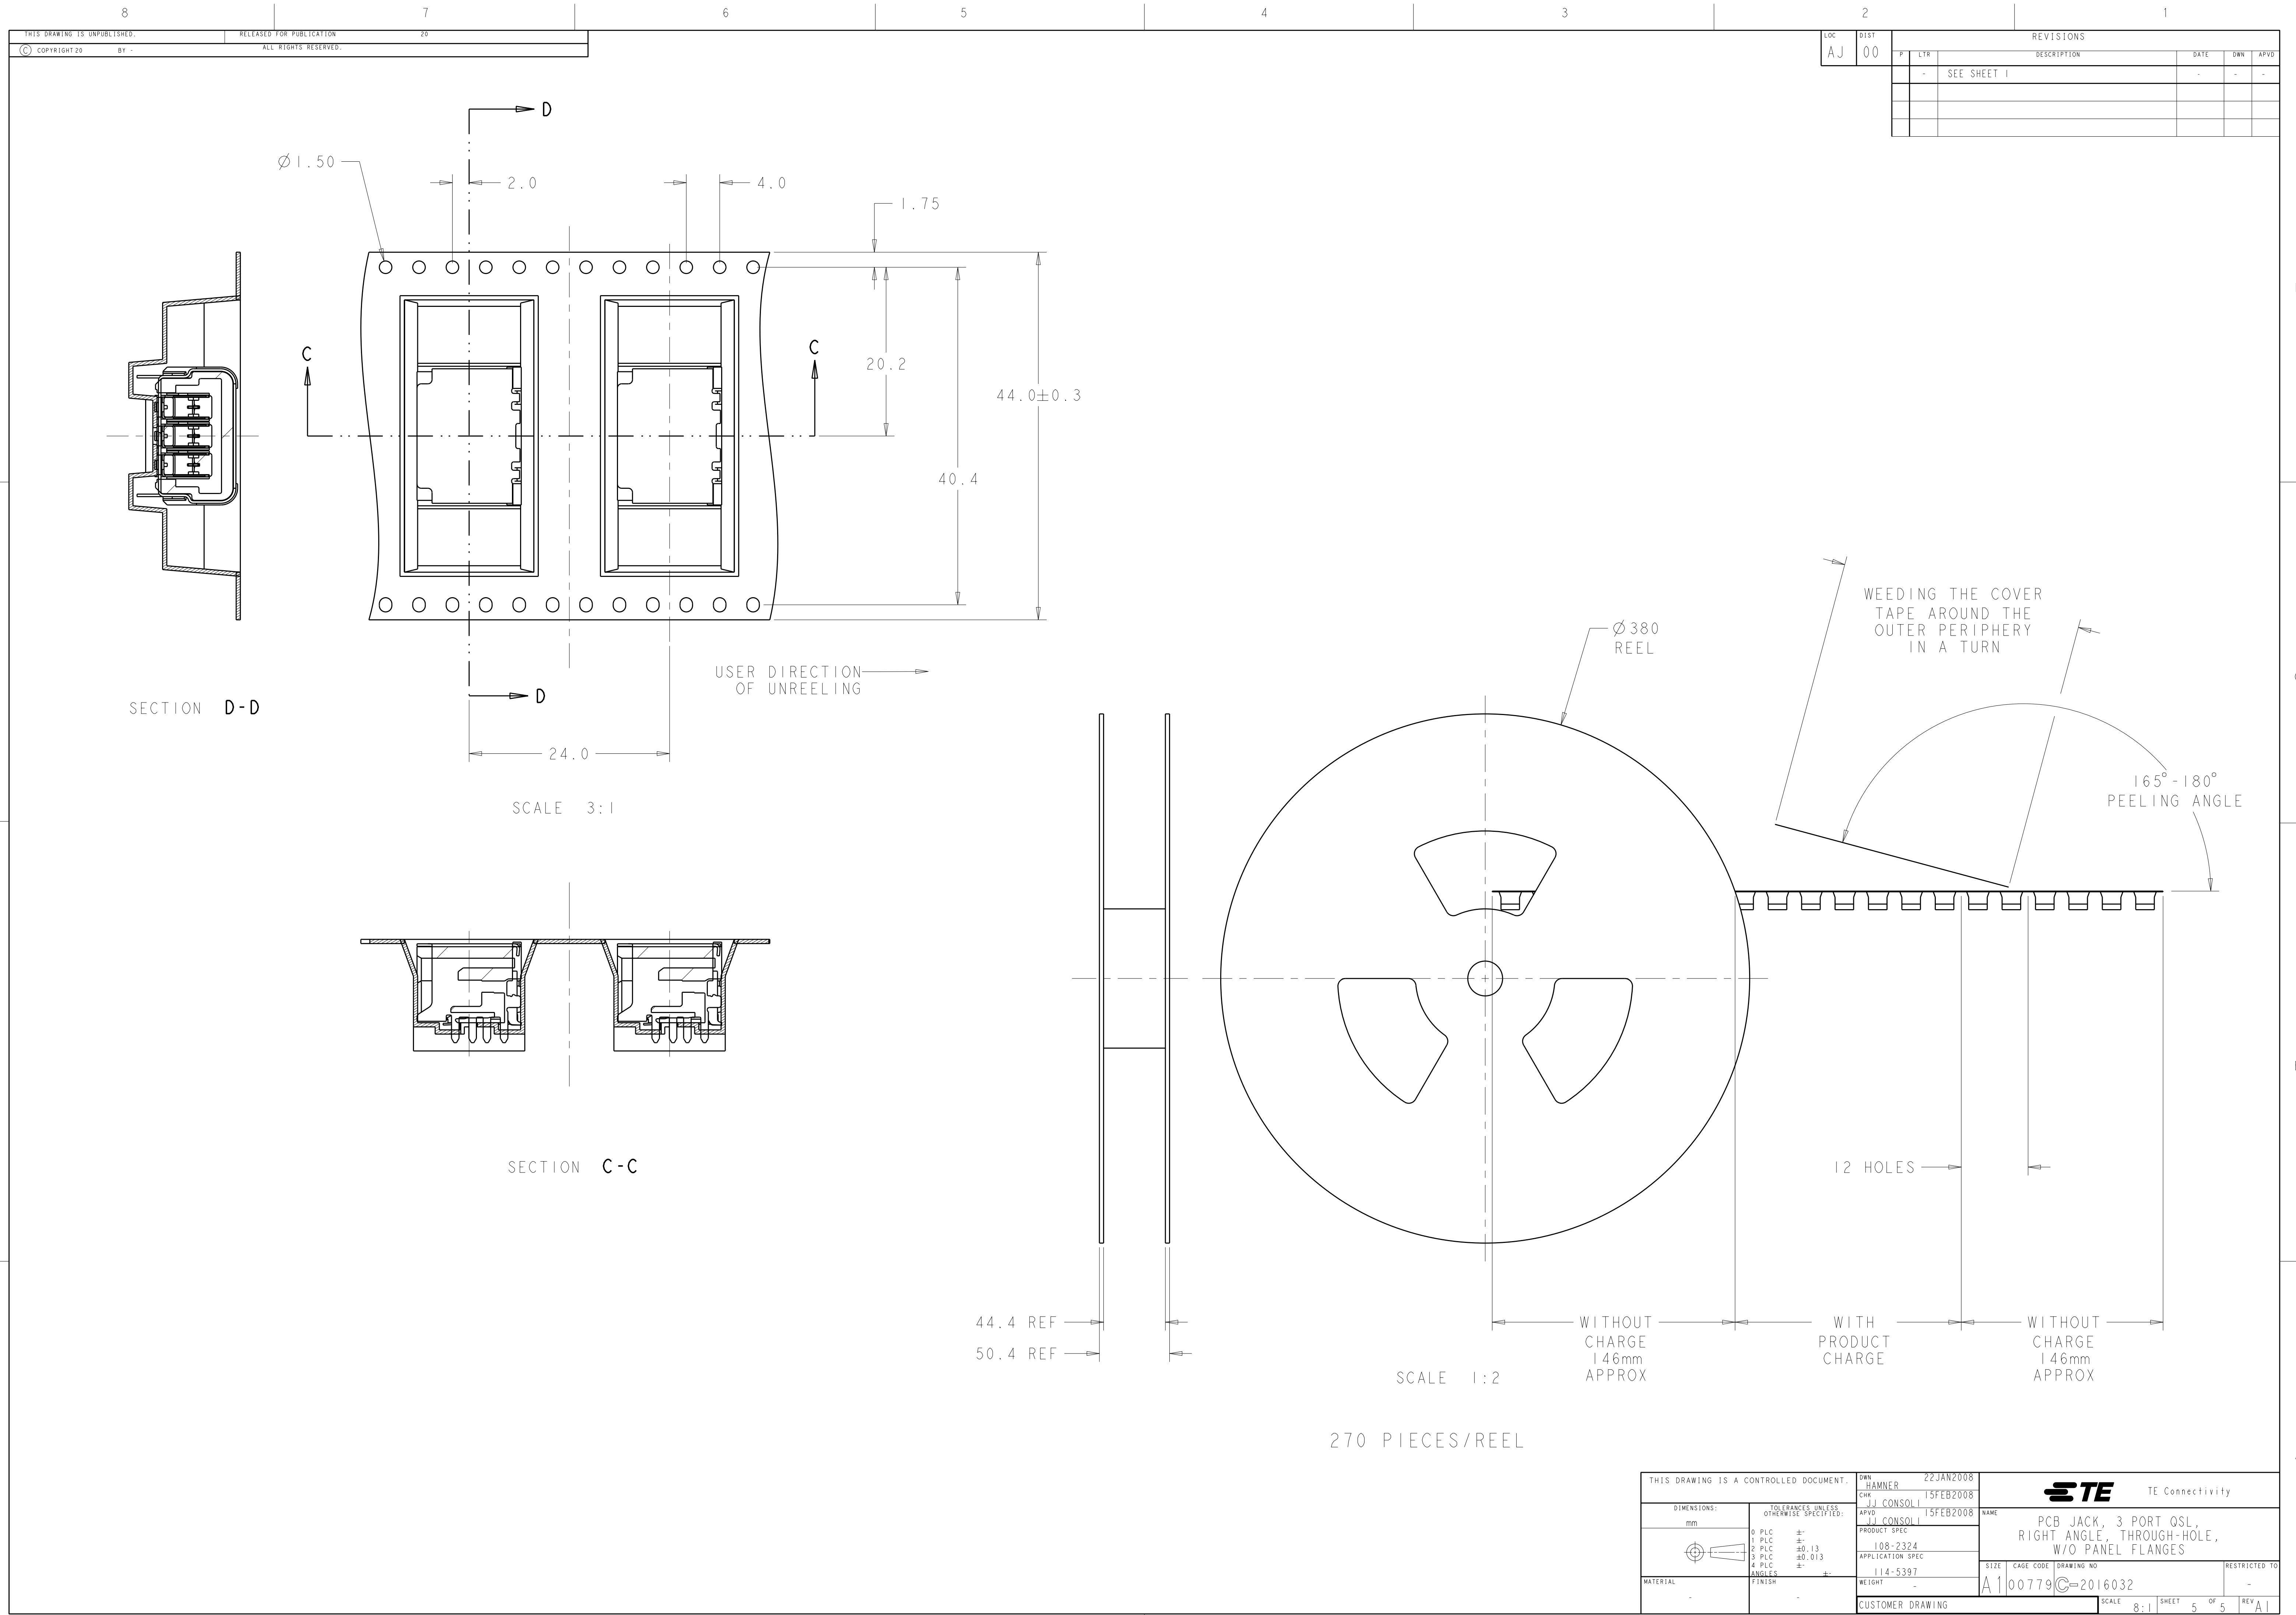 8 7 6 5 4 3 2 1
THIS DRAWING IS UNPUBLISHED. RELEASED FOR PUBLICATION 20
© COPYRIGHT 20 BY - ALL RIGHTS RESERVED.
LOC DIST REVISIONS
AJ 00 P LTR DESCRIPTION DATE DWN APVD
- SEE SHEET 1 - - -
D
Ø1.50
2.0
4.0
1.75
C C
20.2
44.0±0.3
40.4
USER DIRECTION
OF UNREELING
D
SECTION D-D
24.0
SCALE 3:1
SECTION C-C
Ø380
REEL
WEEDING THE COVER
TAPE AROUND THE
OUTER PERIPHERY
IN A TURN
165°-180°
PEELING ANGLE
12 HOLES
44.4 REF
50.4 REF
WITHOUT
CHARGE
146mm
APPROX
WITH
PRODUCT
CHARGE
WITHOUT
CHARGE
146mm
APPROX
SCALE 1:2
270 PIECES/REEL
THIS DRAWING IS A CONTROLLED DOCUMENT.
DIMENSIONS:
mm
TOLERANCES UNLESS
OTHERWISE SPECIFIED:
0 PLC ±-
1 PLC ±-
2 PLC ±0.13
3 PLC ±0.013
4 PLC ±-
ANGLES ±-
MATERIAL
-
FINISH
-
DWN 22JAN2008
HAMNER
CHK 15FEB2008
JJ CONSOLI
APVD 15FEB2008
JJ CONSOLI
PRODUCT SPEC
108-2324
APPLICATION SPEC
114-5397
WEIGHT -
CUSTOMER DRAWING
TE TE Connectivity
NAME
PCB JACK, 3 PORT QSL,
RIGHT ANGLE, THROUGH-HOLE,
W/O PANEL FLANGES
SIZE CAGE CODE DRAWING NO RESTRICTED TO
A1 00779 ©-2016032 -
SCALE 8:1 SHEET 5 OF 5 REV A1